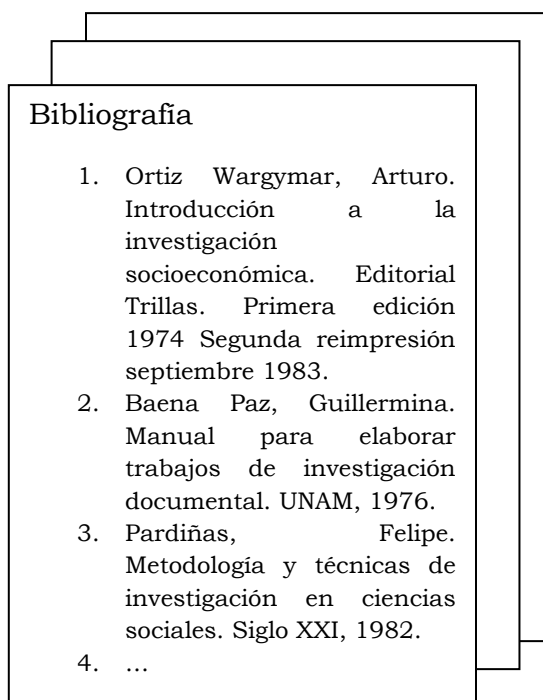 Bibliografía
1. Ortiz Wargymar, Arturo.
Introducción a la
investigación
socioeconómica. Editorial
Trillas. Primera edición
1974 Segunda reimpresión
septiembre 1983.
2. Baena Paz, Guillermina.
Manual para elaborar
trabajos de investigación
documental. UNAM, 1976.
3. Pardiñas, Felipe.
Metodología y técnicas de
investigación en ciencias
sociales. Siglo XXI, 1982.
4. …